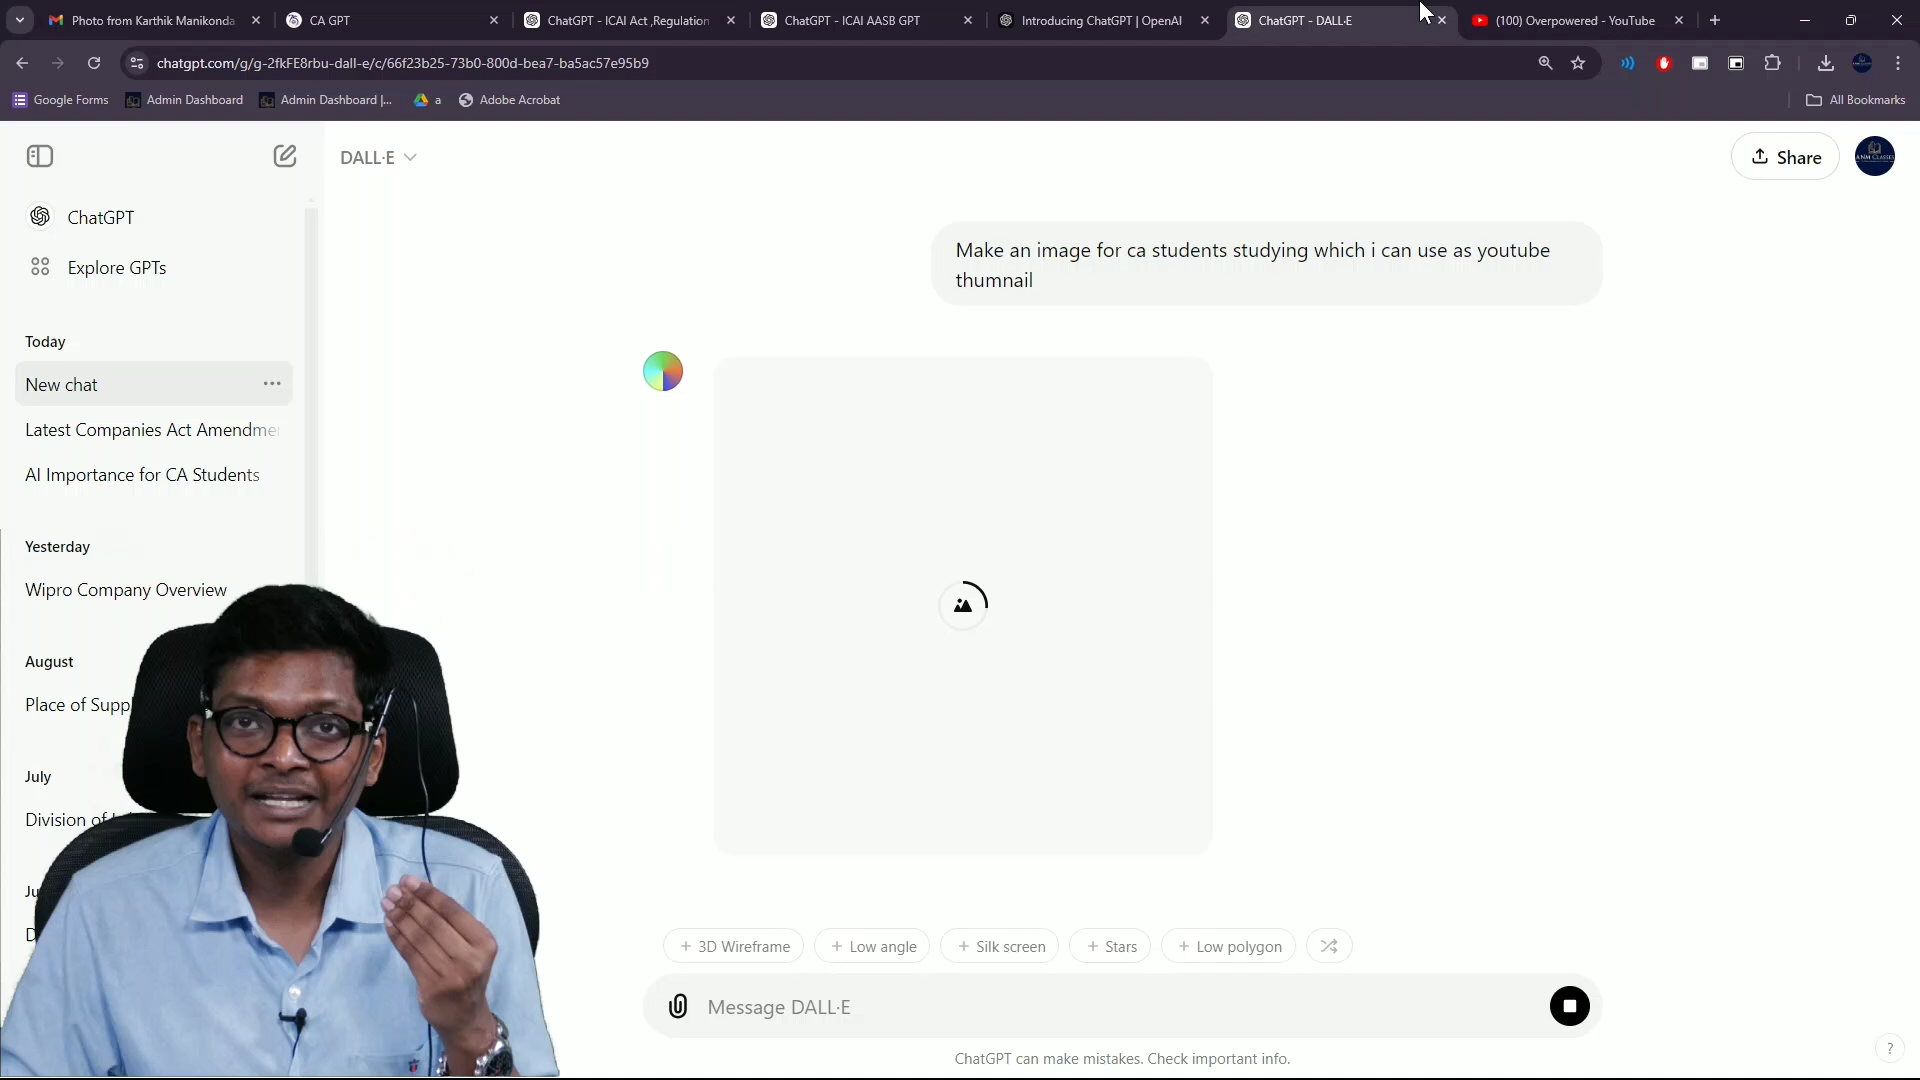 Photo from Karthik Manikonda
CA GPT
ChatGPT - ICAI Act ,Regulation
ChatGPT - ICAI AASB GPT
Introducing ChatGPT | OpenAI
ChatGPT - DALL·E
(100) Overpowered - YouTube
chatgpt.com/g/g-2fkFE8rbu-dall-e/c/66f23b25-73b0-800d-bea7-ba5ac57e95b9
Google Forms
Admin Dashboard
Admin Dashboard |...
a
Adobe Acrobat
All Bookmarks
DALL·E
Share
ANM CLASSES
ChatGPT
Explore GPTs
Make an image for ca students studying which i can use as youtube
thumnail
Today
New chat
Latest Companies Act Amendme
AI Importance for CA Students
Yesterday
Wipro Company Overview
August
Place of Supp
July
Division of
Ju
D
+ 3D Wireframe
+ Low angle
+ Silk screen
+ Stars
+ Low polygon
Message DALL·E
ChatGPT can make mistakes. Check important info.
?